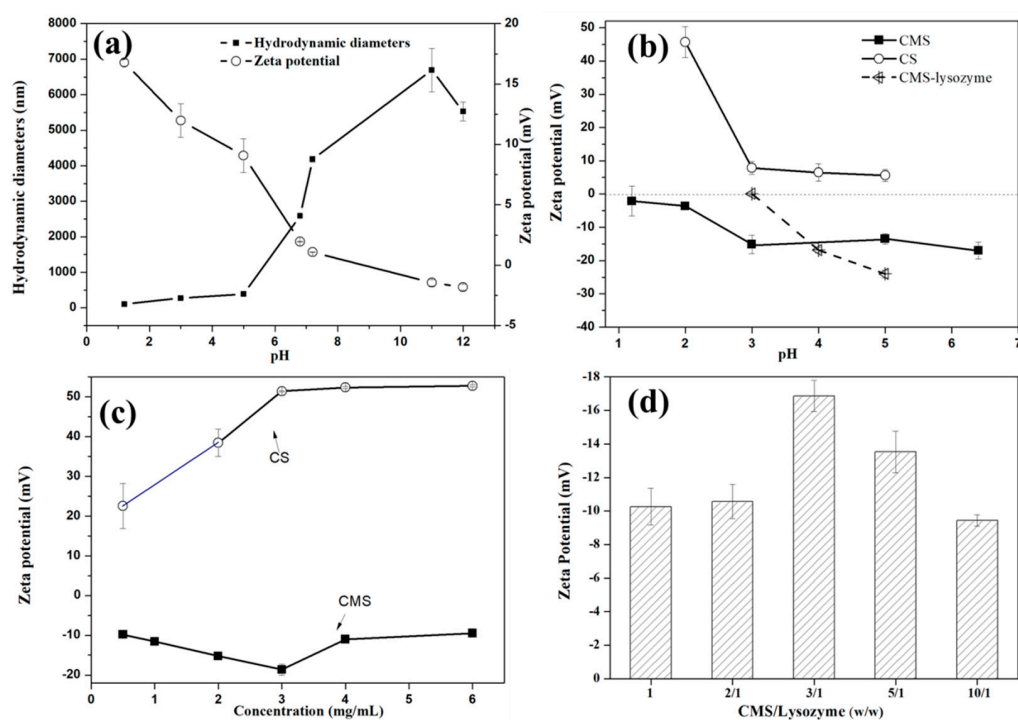 (a)
Hydrodynamic diameters
Zeta potential
8000
7000
6000
5000
4000
3000
2000
1000
0
Hydrodynamic diameters (nm)
20
15
10
5
0
-5
Zeta potential (mV)
0 2 4 6 8 10 12
pH
(b)
CMS
CS
CMS-lysozyme
50
40
30
20
10
0
-10
-20
-30
-40
Zeta potential (mV)
1 2 3 4 5 6 7
pH
(c)
50
40
30
20
10
0
-10
-20
Zeta potential (mV)
CS
CMS
0 1 2 3 4 5 6
Concentration (mg/mL)
(d)
-18
-16
-14
-12
-10
-8
-6
-4
-2
0
Zeta Potential (mV)
1 2/1 3/1 5/1 10/1
CMS/Lysozyme (w/w)